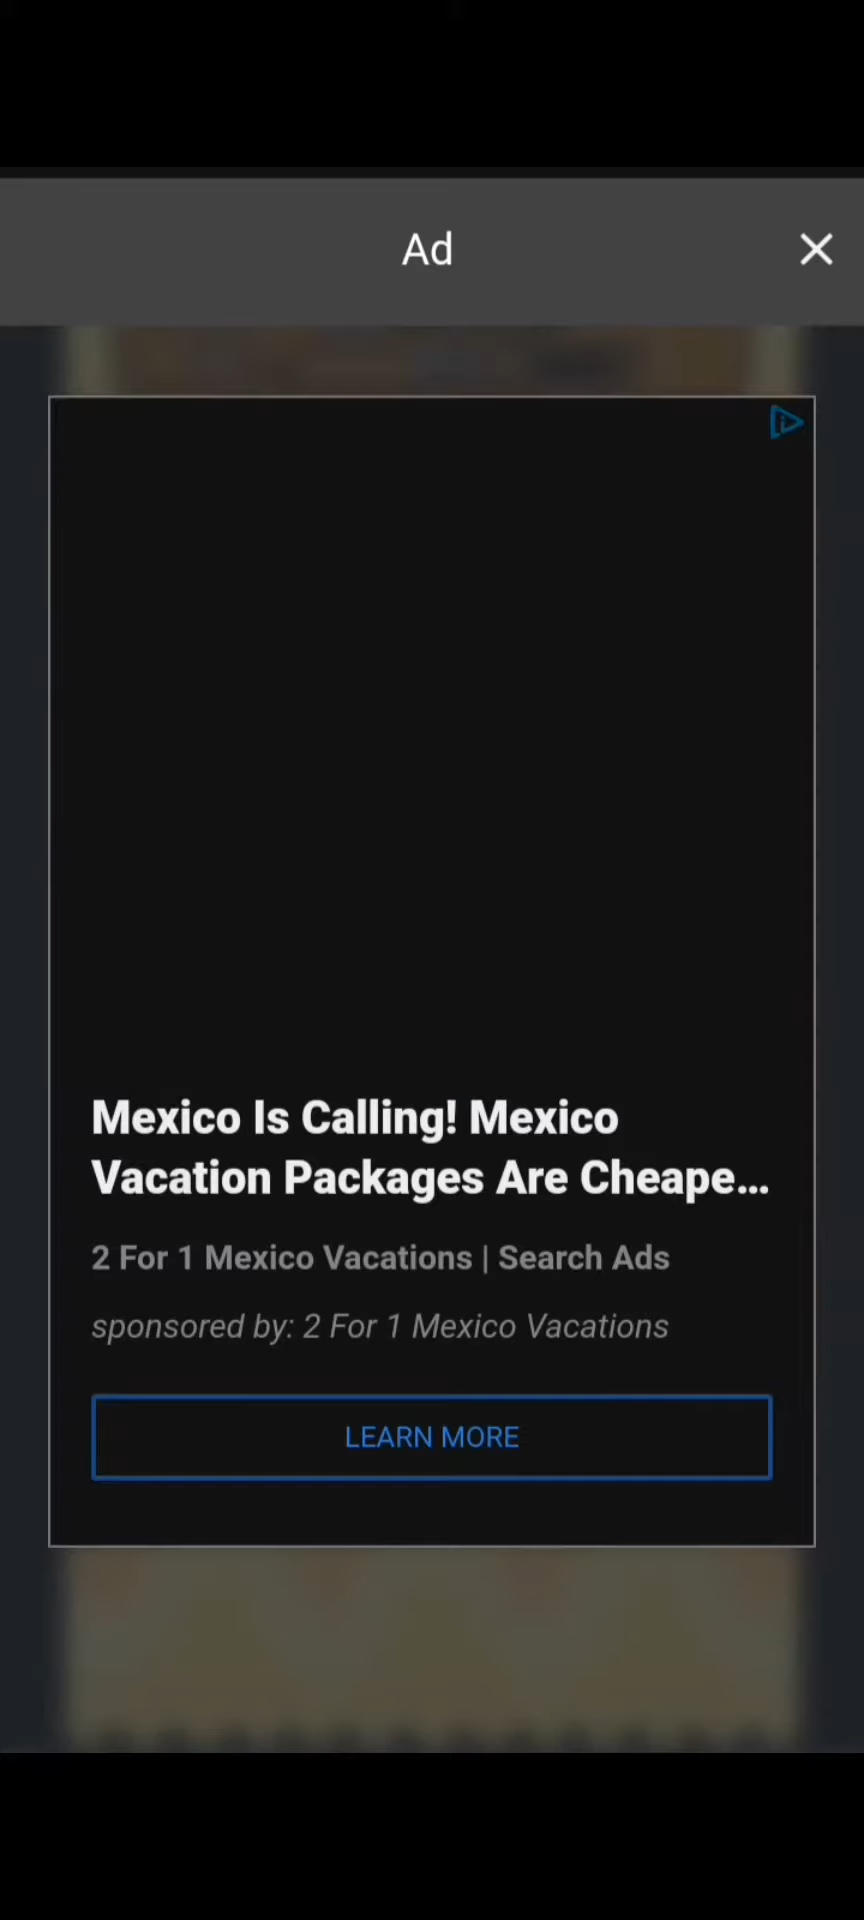 Ad
Mexico Is Calling! Mexico
Vacation Packages Are Cheape...
2 For 1 Mexico Vacations | Search Ads
sponsored by: 2 For 1 Mexico Vacations
LEARN MORE